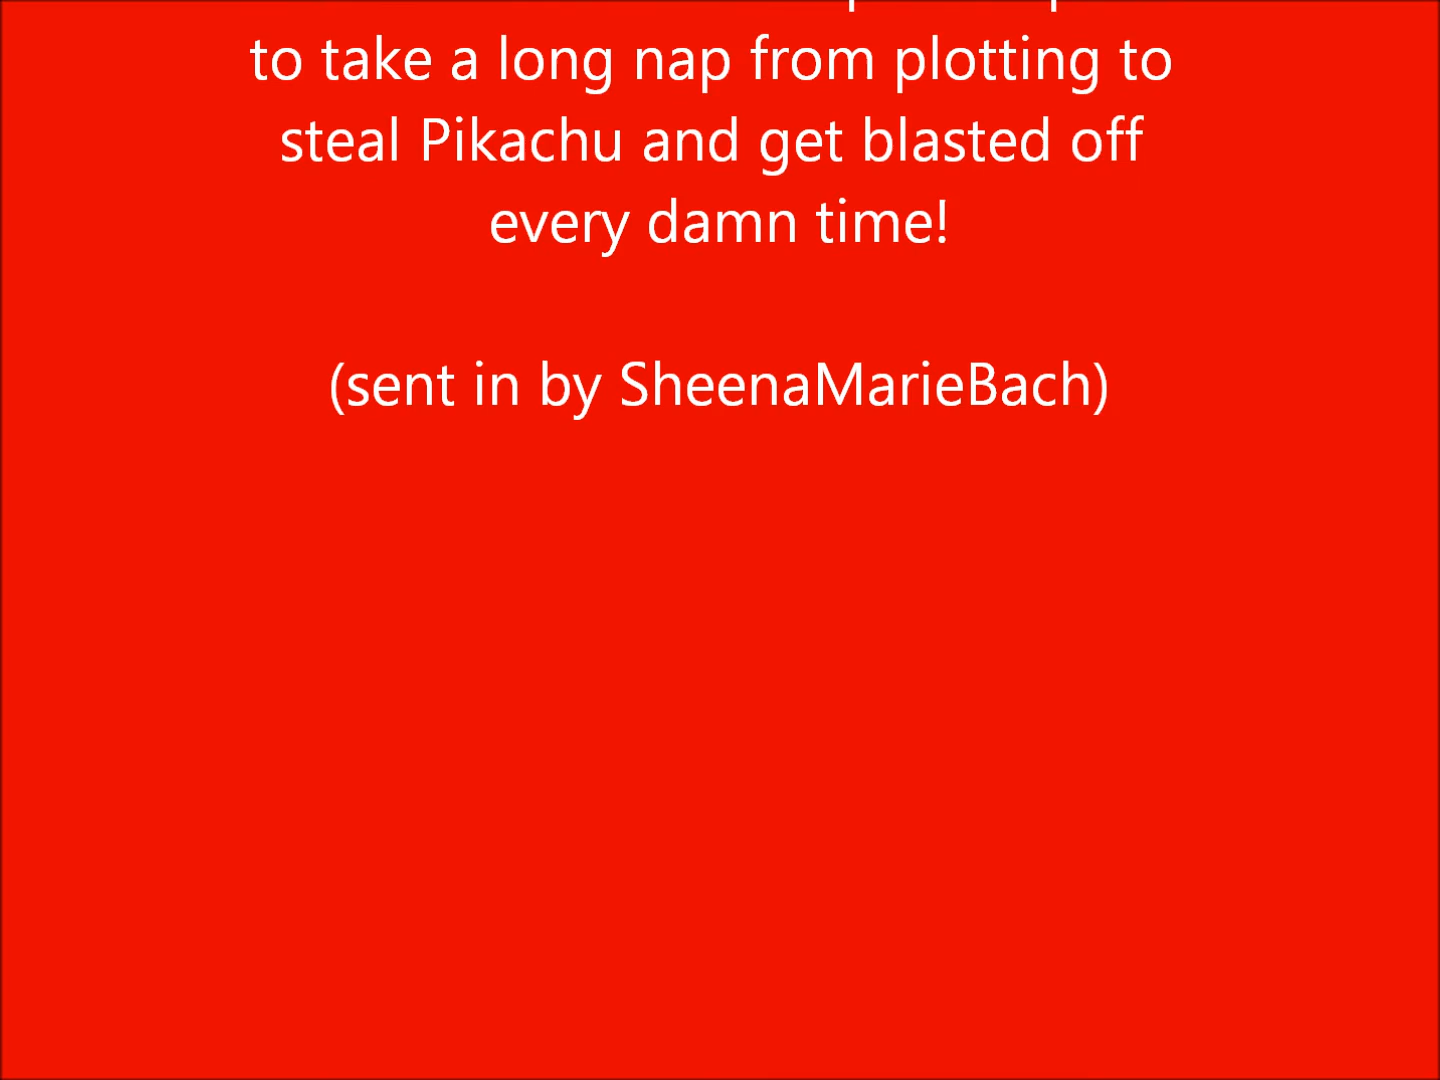 to take a long nap from plotting to
steal Pikachu and get blasted off
every damn time!
(sent in by SheenaMarieBach)